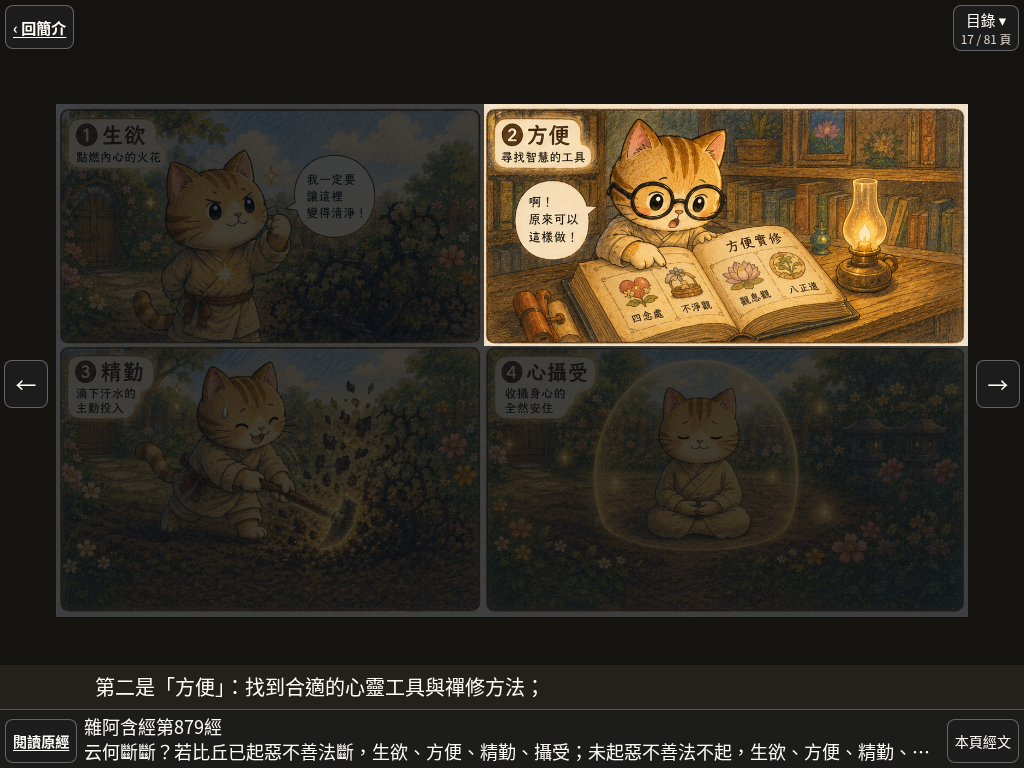 ‹ 回簡介
目錄 ▾
17 / 81 頁
1 生欲
點燃內心的火花
我一定要
讓這裡
變得清淨！
2 方便
尋找智慧的工具
啊！
原來可以
這樣做！
方便實修
四念處
不淨觀
觀息觀
八正道
3 精勤
滴下汗水的
主動投入
4 心攝受
收攝身心的
全然安住
←
→
第二是「方便」：找到合適的心靈工具與禪修方法；
閱讀原經
雜阿含經第879經
云何斷斷？若比丘已起惡不善法斷，生欲、方便、精勤、攝受；未起惡不善法不起，生欲、方便、精勤、…
本頁經文